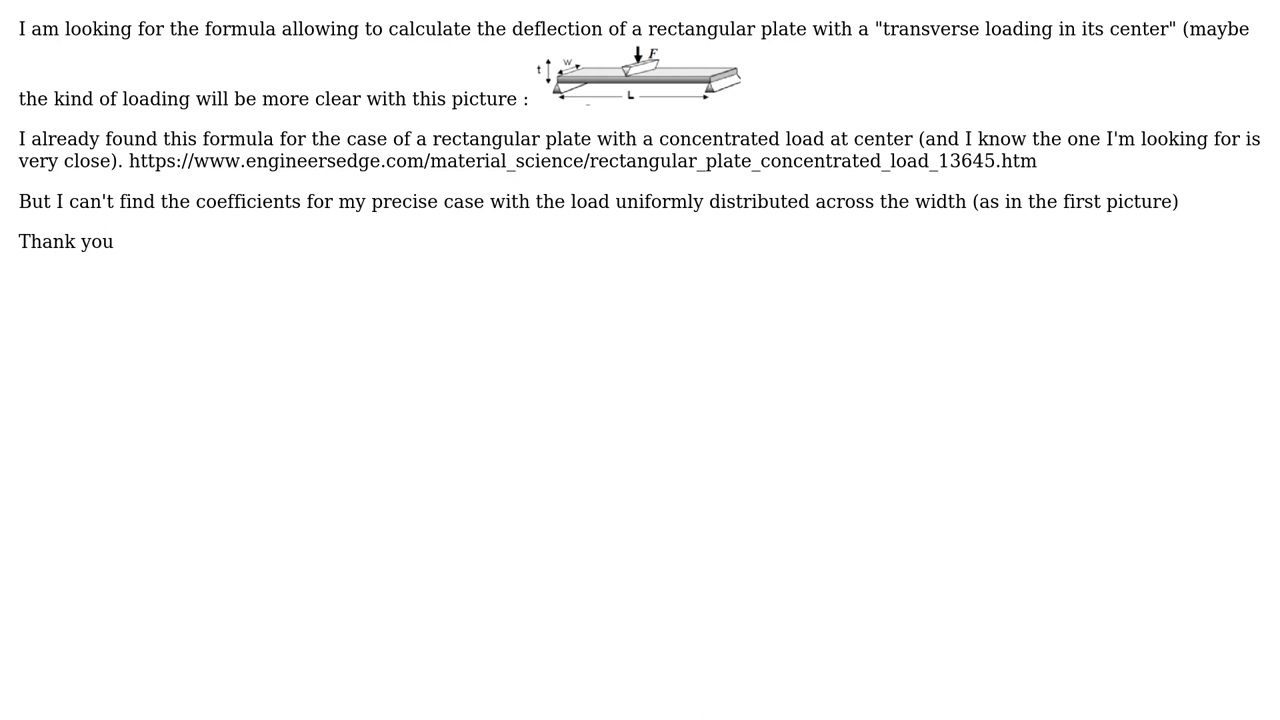 I am looking for the formula allowing to calculate the deflection of a rectangular plate with a "transverse loading in its center" (maybe
t w F
the kind of loading will be more clear with this picture :
L
I already found this formula for the case of a rectangular plate with a concentrated load at center (and I know the one I'm looking for is
very close). https://www.engineersedge.com/material_science/rectangular_plate_concentrated_load_13645.htm
But I can't find the coefficients for my precise case with the load uniformly distributed across the width (as in the first picture)
Thank you